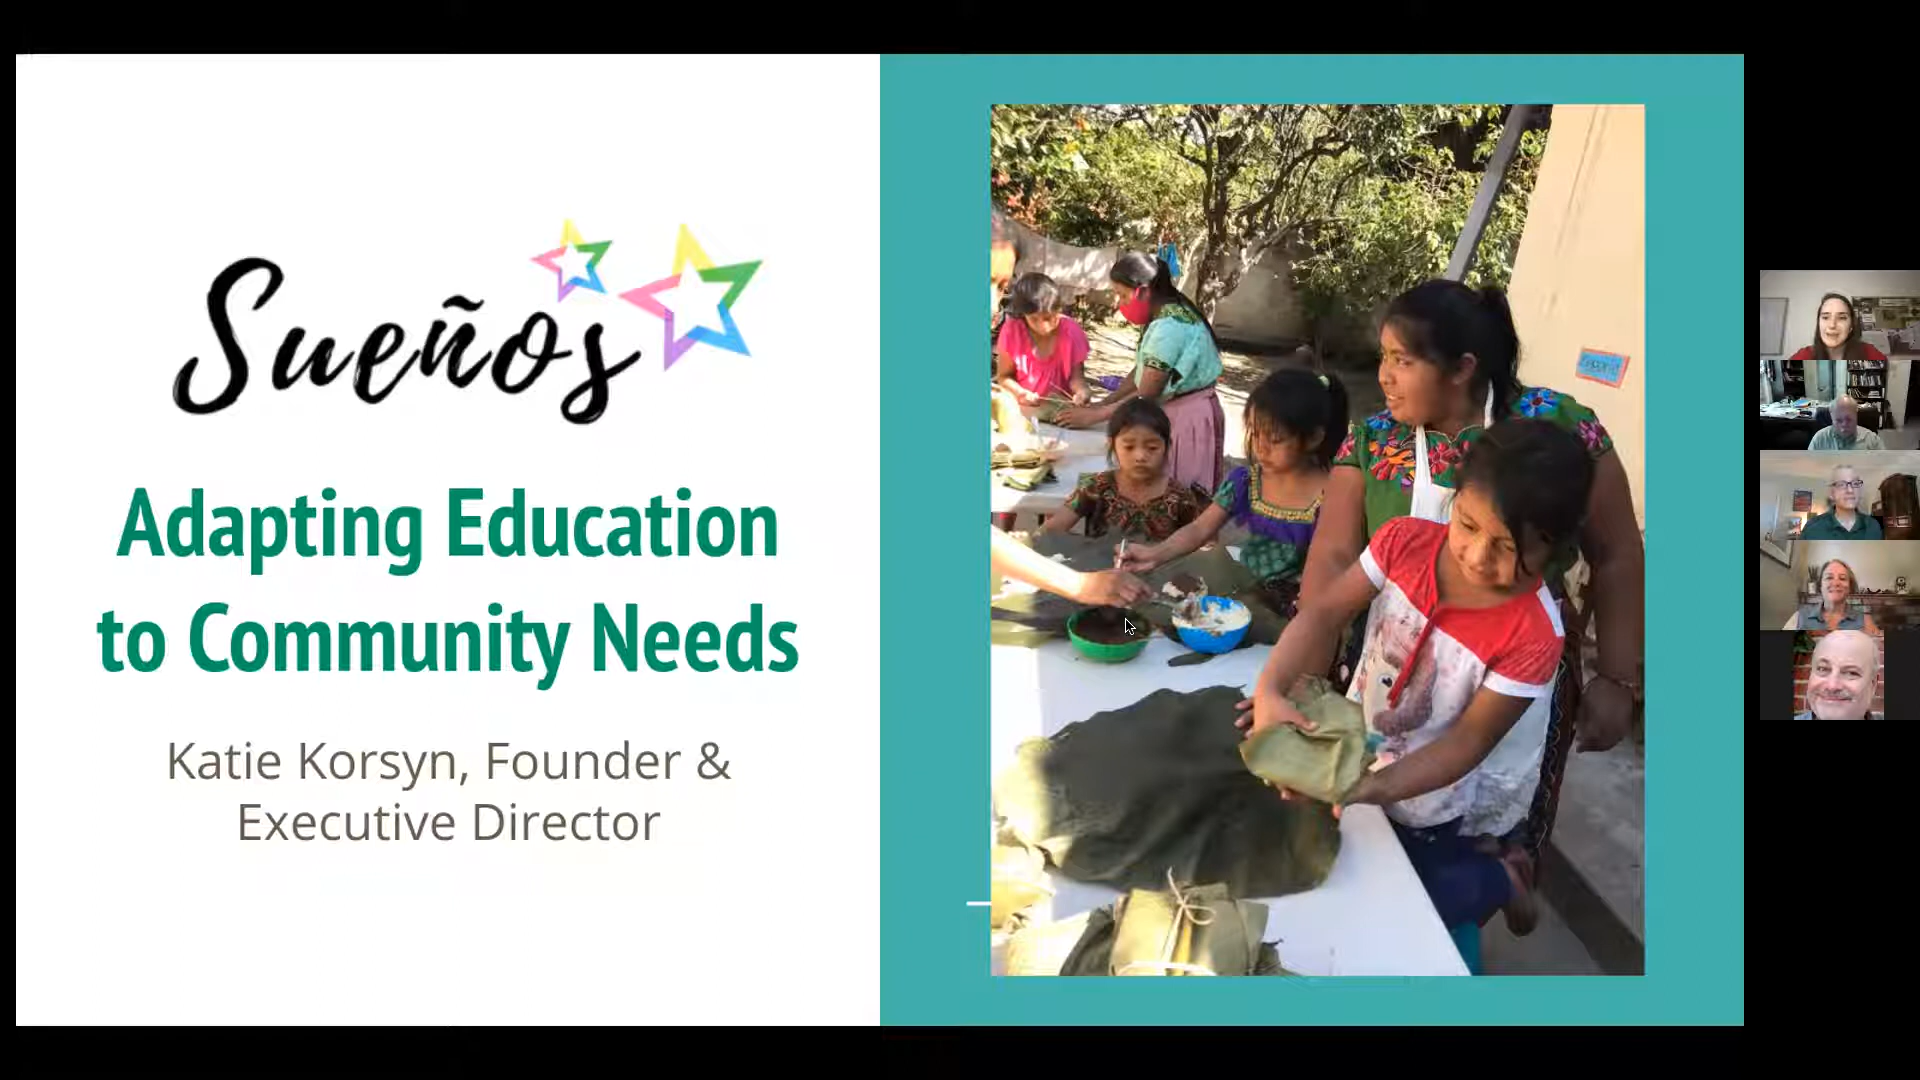 Sueños
Adapting Education
to Community Needs
Katie Korsyn, Founder &
Executive Director